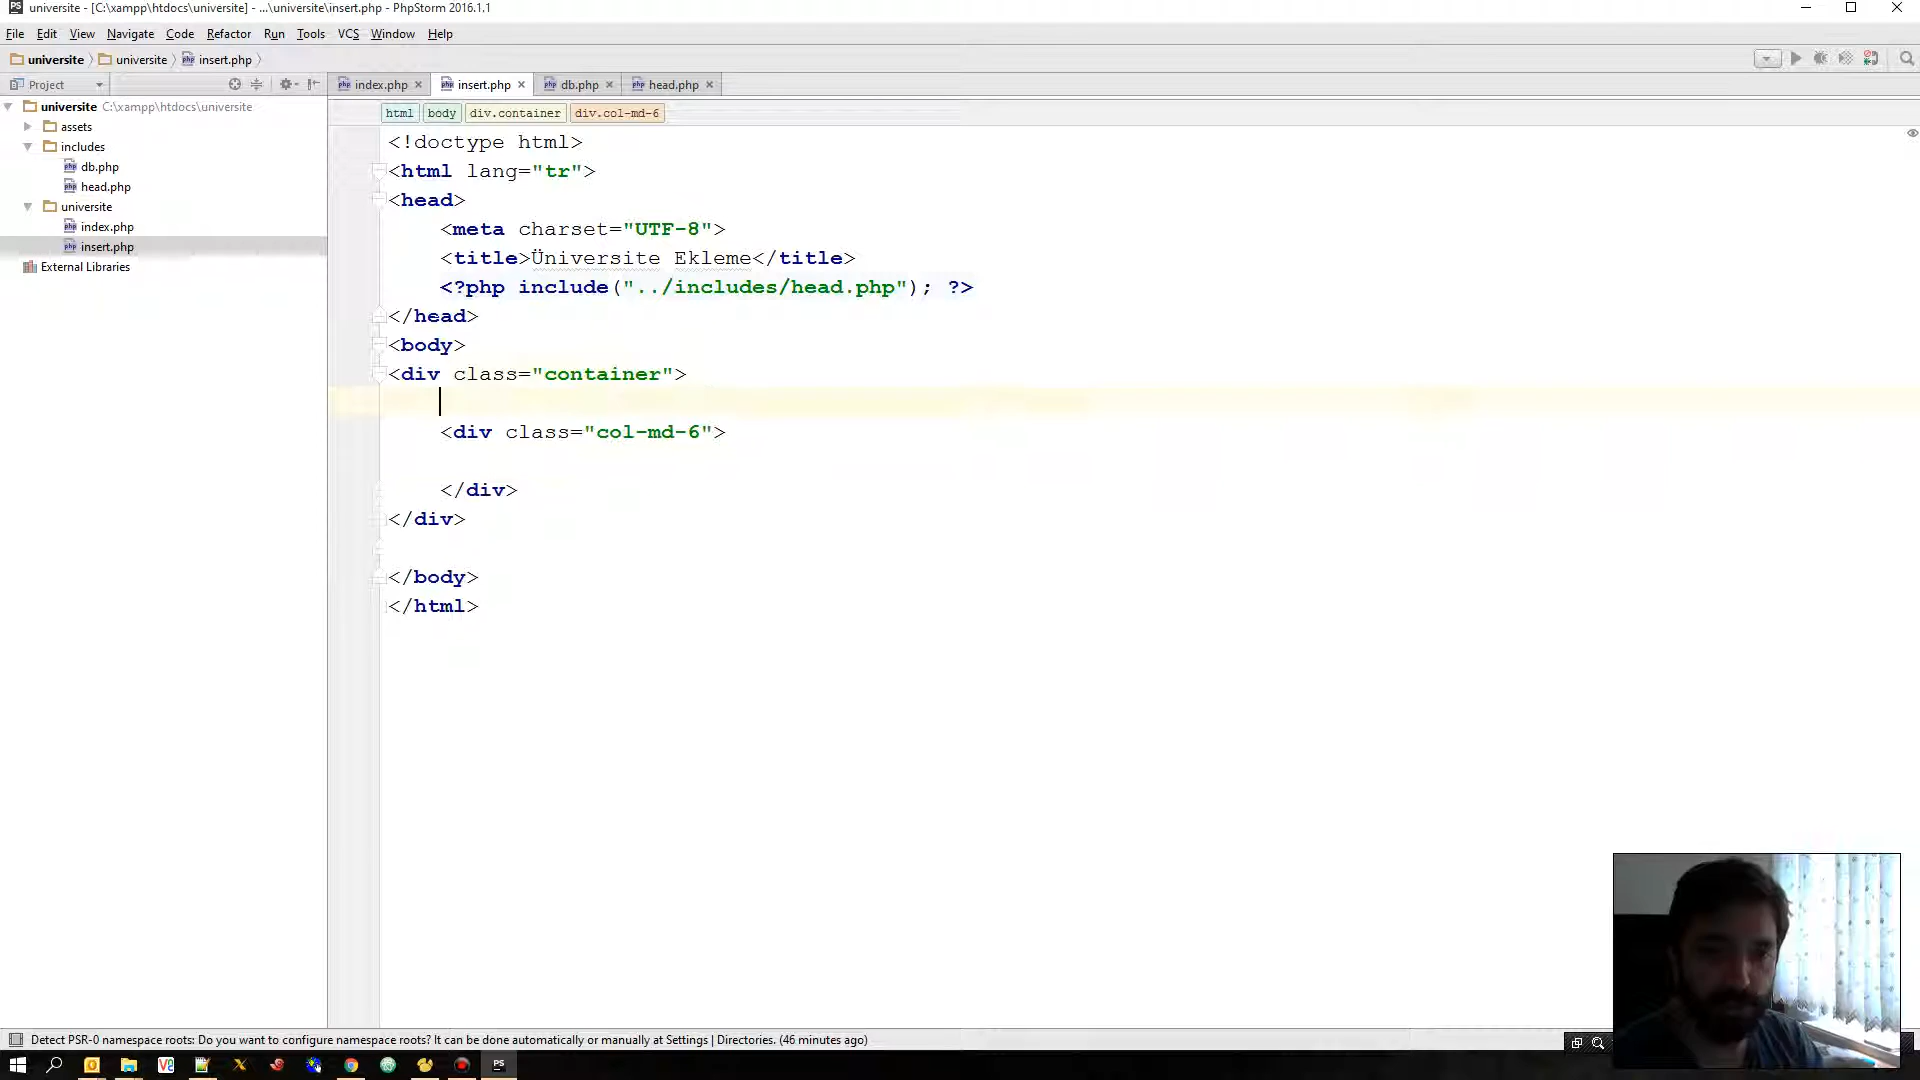 universite - [C:\xampp\htdocs\universite] - ...\universite\insert.php - PhpStorm 2016.1.1
File Edit View Navigate Code Refactor Run Tools VCS Window Help
universite universite insert.php
Project
index.php insert.php db.php head.php
universite C:\xampp\htdocs\universite
assets
includes
db.php
head.php
universite
index.php
insert.php
External Libraries
html body div.container div.col-md-6
<!doctype html>
<html lang="tr">
<head>
<meta charset="UTF-8">
<title>Üniversite Ekleme</title>
<?php include("../includes/head.php"); ?>
</head>
<body>
<div class="container">
<div class="col-md-6">
</div>
</div>
</body>
</html>
Detect PSR-0 namespace roots: Do you want to configure namespace roots? It can be done automatically or manually at Settings | Directories. (46 minutes ago)